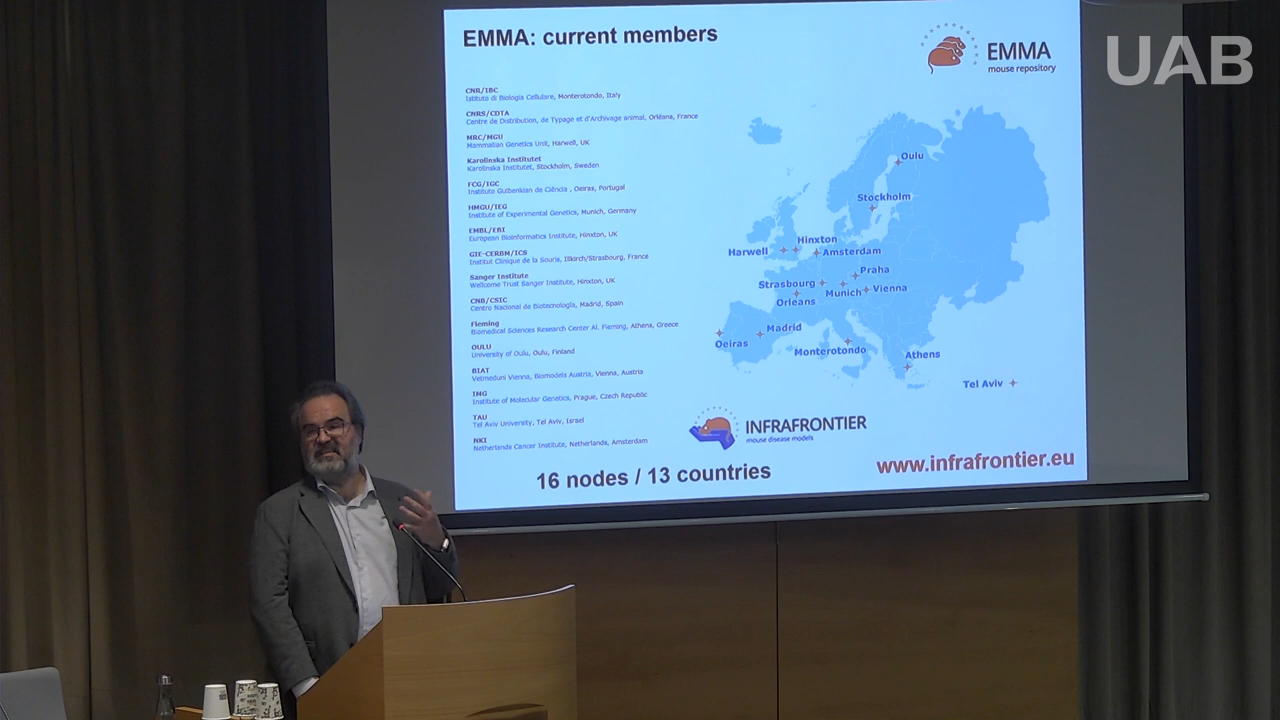 EMMA: current members
EMMA
mouse repository
UAB
CNR/IBC
Istituto di Biologia Cellulare, Monterotondo, Italy
CNRS/CDTA
Centre de Distribution, de Typage et d'Archivage animal, Orléans, France
MRC/MGU
Mammalian Genetics Unit, Harwell, UK
Karolinska Institutet
Karolinska Institutet, Stockholm, Sweden
FCG/IGC
Instituto Gulbenkian de Ciência , Oeiras, Portugal
HMGU/IEG
Institute of Experimental Genetics, Munich, Germany
EMBL/EBI
European Bioinformatics Institute, Hinxton, UK
GIE-CERBM/ICS
Institut Clinique de la Souris, Illkirch/Strasbourg, France
Sanger Institute
Wellcome Trust Sanger Institute, Hinxton, UK
CNB/CSIC
Centro Nacional de Biotecnología, Madrid, Spain
Fleming
Biomedical Sciences Research Center Al. Fleming, Athens, Greece
OULU
University of Oulu, Oulu, Finland
BIAT
Vetmeduni Vienna, Biomodels Austria, Vienna, Austria
IMG
Institute of Molecular Genetics, Prague, Czech Republic
TAU
Tel Aviv University, Tel Aviv, Israel
NKI
Netherlands Cancer Institute, Netherlands, Amsterdam
Oulu
Stockholm
Hinxton
Harwell
Amsterdam
Praha
Strasbourg
Munich
Vienna
Orleans
Madrid
Oeiras
Monterotondo
Athens
Tel Aviv
INFRAFRONTIER
mouse disease models
16 nodes / 13 countries
www.infrafrontier.eu